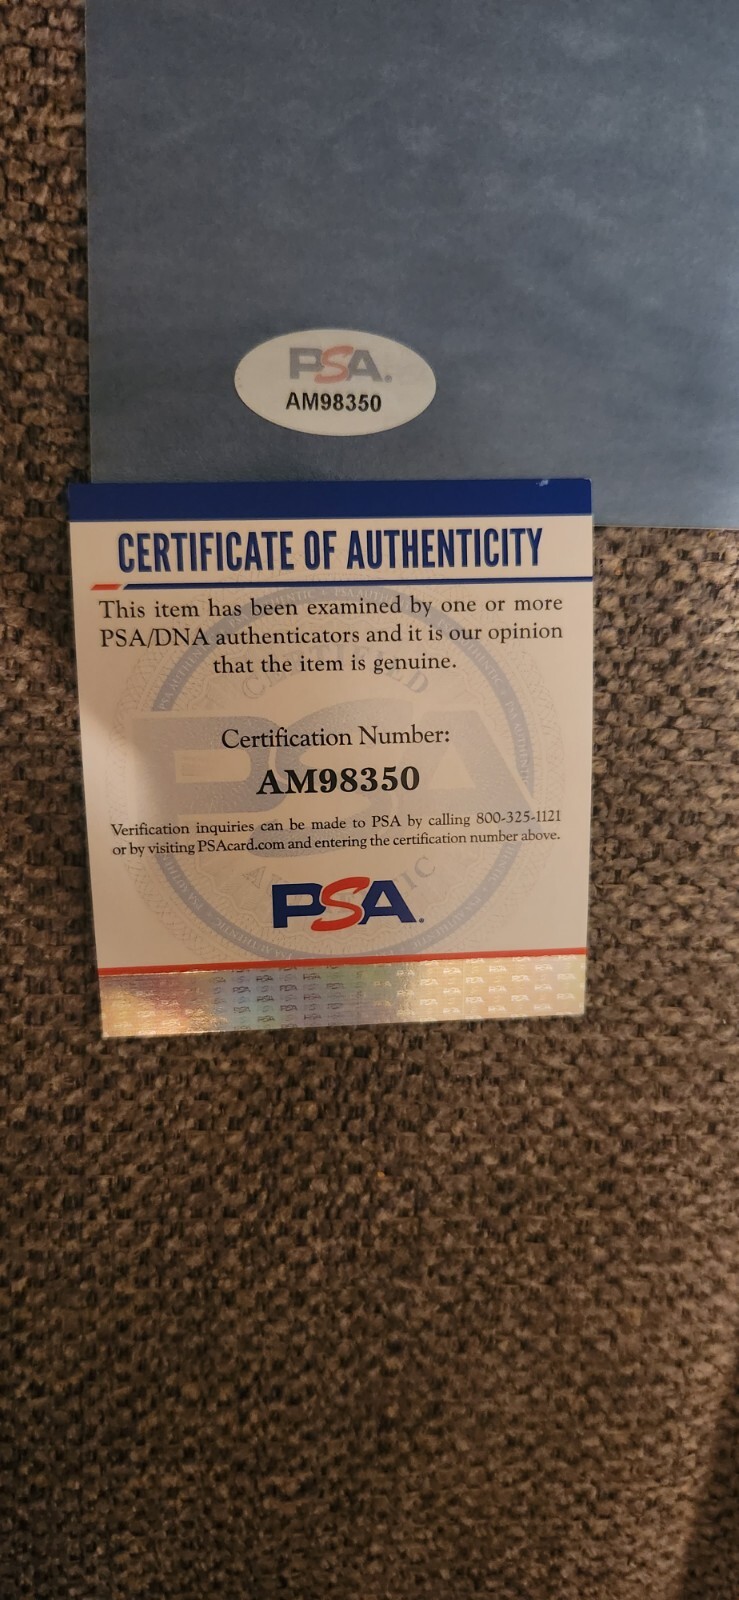 PSA.
AM98350
CERTIFICATE OF AUTHENTICITY
This item has been examined by one or more
PSA/DNA authenticators and it is our opinion
that the item is genuine.
Certification Number:
AM98350
Verification inquiries can be made to PSA by calling 800-325-1121
or by visiting PSAcard.com and entering the certification number above.
PSA.